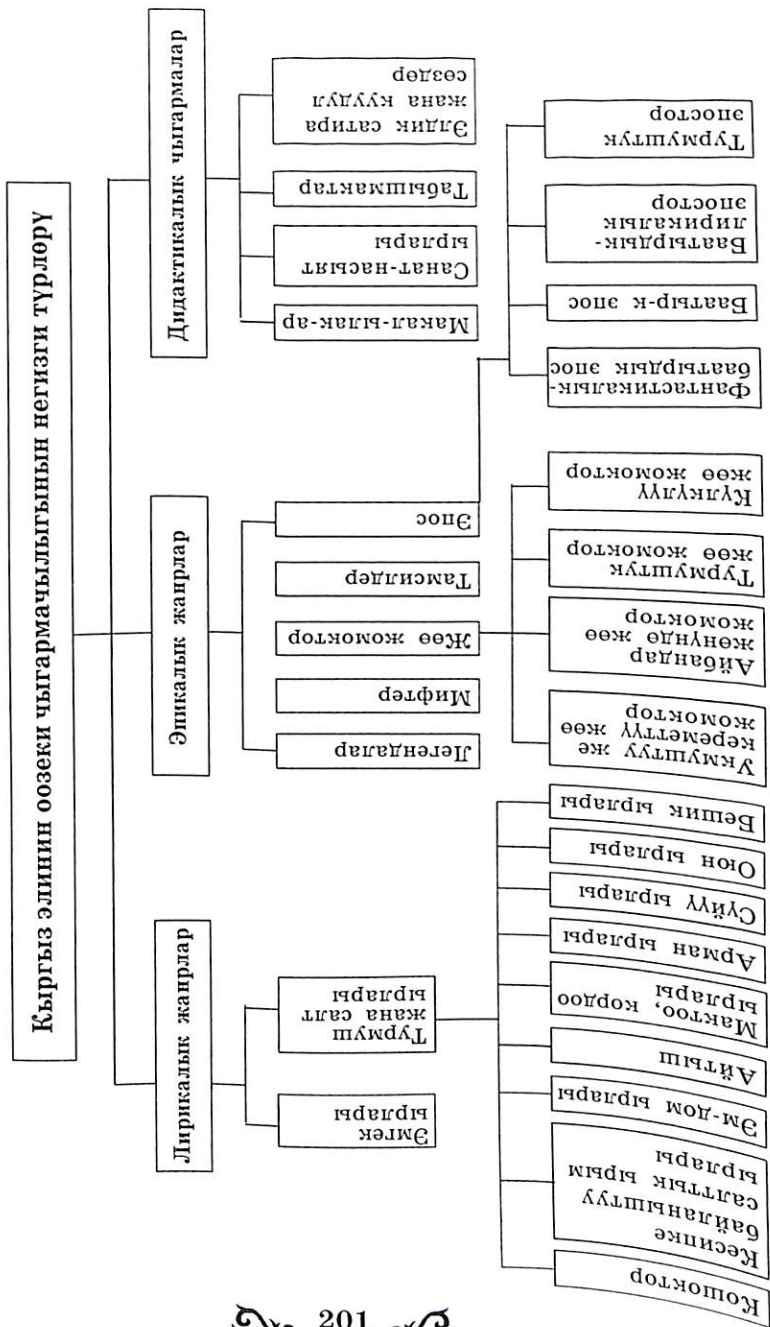 Кыргыз элинин оозеки чыгармачылыгынын негизги түрлөрү
Лирикалык жанрлар
Эмгек
ырлары
Турмуш
жана салт
ырлары
Кошоктор
Кесипке
байланыштуу
салттык ырым
ырлары
Эм-дом ырлары
Айтыш
Мактоо, кордоо
ырлары
Арман ырлары
Сүйүү ырлары
Оюн ырлары
Бешик ырлары
Эпикалык жанрлар
Легендалар
Мифтер
Жөө жомоктор
Тамсилдер
Эпос
Укмуштуу же
кереметтүү жөө
жомоктор
Айбандар
жөнүндө жөө
жомоктор
Турмуштук
жөө жомоктор
Күлкүлүү
жөө жомоктор
Фантастикалык-
баатырдык эпос
Баатыр-к эпос
Баатырдык-
лирикалык
эпостор
Турмуштук
эпостор
Дидактикалык чыгармалар
Макал-ылак-ар
Санат-насыят
ырлары
Табышмактар
Элдик сатира
жана куудул
сөздөр
201